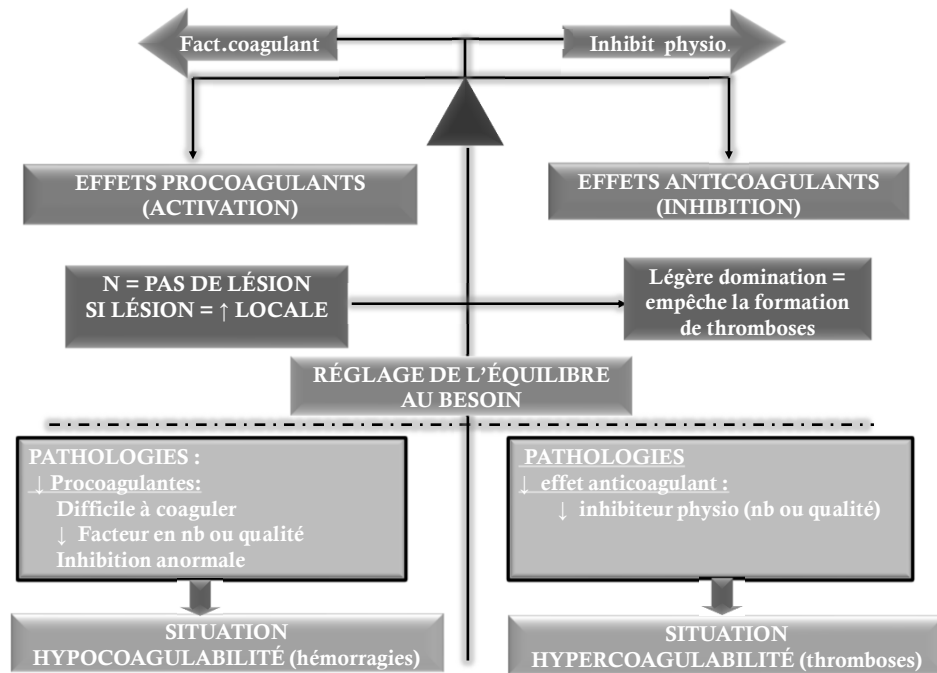 Fact.coagulant
Inhibit physio.
EFFETS PROCOAGULANTS
(ACTIVATION)
EFFETS ANTICOAGULANTS
(INHIBITION)
N = PAS DE LÉSION
SI LÉSION = ↑ LOCALE
Légère domination =
empêche la formation
de thromboses
RÉGLAGE DE L'ÉQUILIBRE
AU BESOIN
PATHOLOGIES :
↓ Procoagulantes:
Difficile à coaguler
↓ Facteur en nb ou qualité
Inhibition anormale
PATHOLOGIES
↓ effet anticoagulant :
↓ inhibiteur physio (nb ou qualité)
SITUATION
HYPOCOAGULABILITÉ (hémorragies)
SITUATION
HYPERCOAGULABILITÉ (thromboses)